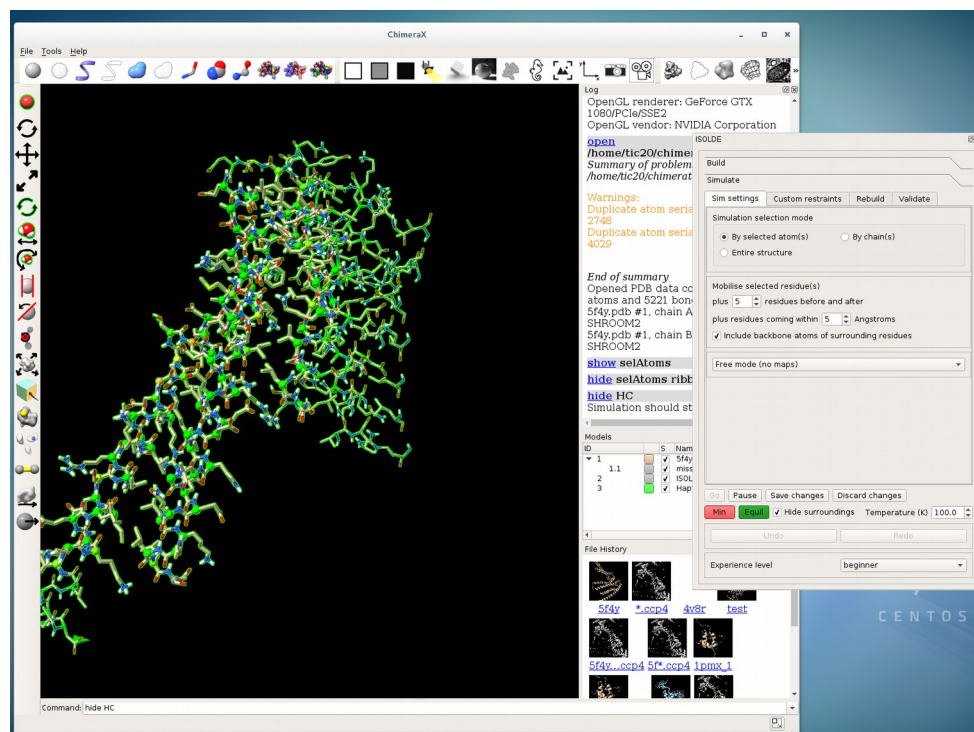 ChimeraX
File Tools Help
Log
OpenGL renderer: GeForce GTX
1080/PCIe/SSE2
OpenGL vendor: NVIDIA Corporation
open
/home/tic20/chimer
Summary of problem
/home/tic20/chimerat
Warnings:
Duplicate atom seria
2748
Duplicate atom seria
4029
End of summary
Opened PDB data co
atoms and 5221 bon
5f4y.pdb #1, chain A
SHROOM2
5f4y.pdb #1, chain B
SHROOM2
show selAtoms
hide selAtoms ribb
hide HC
Simulation should st
Models
ID S Nam
1 5f4y
1.1 miss
2 ISOL
3 Hap
File History
5f4y *.ccp4 4v8r test
5f4y...ccp4 5f*.ccp4 1pmx_1
Command: hide HC
ISOLDE
Build
Simulate
Sim settings Custom restraints Rebuild Validate
Simulation selection mode
By selected atom(s) By chain(s)
Entire structure
Mobilise selected residue(s)
plus 5 residues before and after
plus residues coming within 5 Angstroms
Include backbone atoms of surrounding residues
Free mode (no maps)
Go Pause Save changes Discard changes
Min Equil Hide surroundings Temperature (K) 100.0
Undo Redo
Experience level beginner
CENTOS